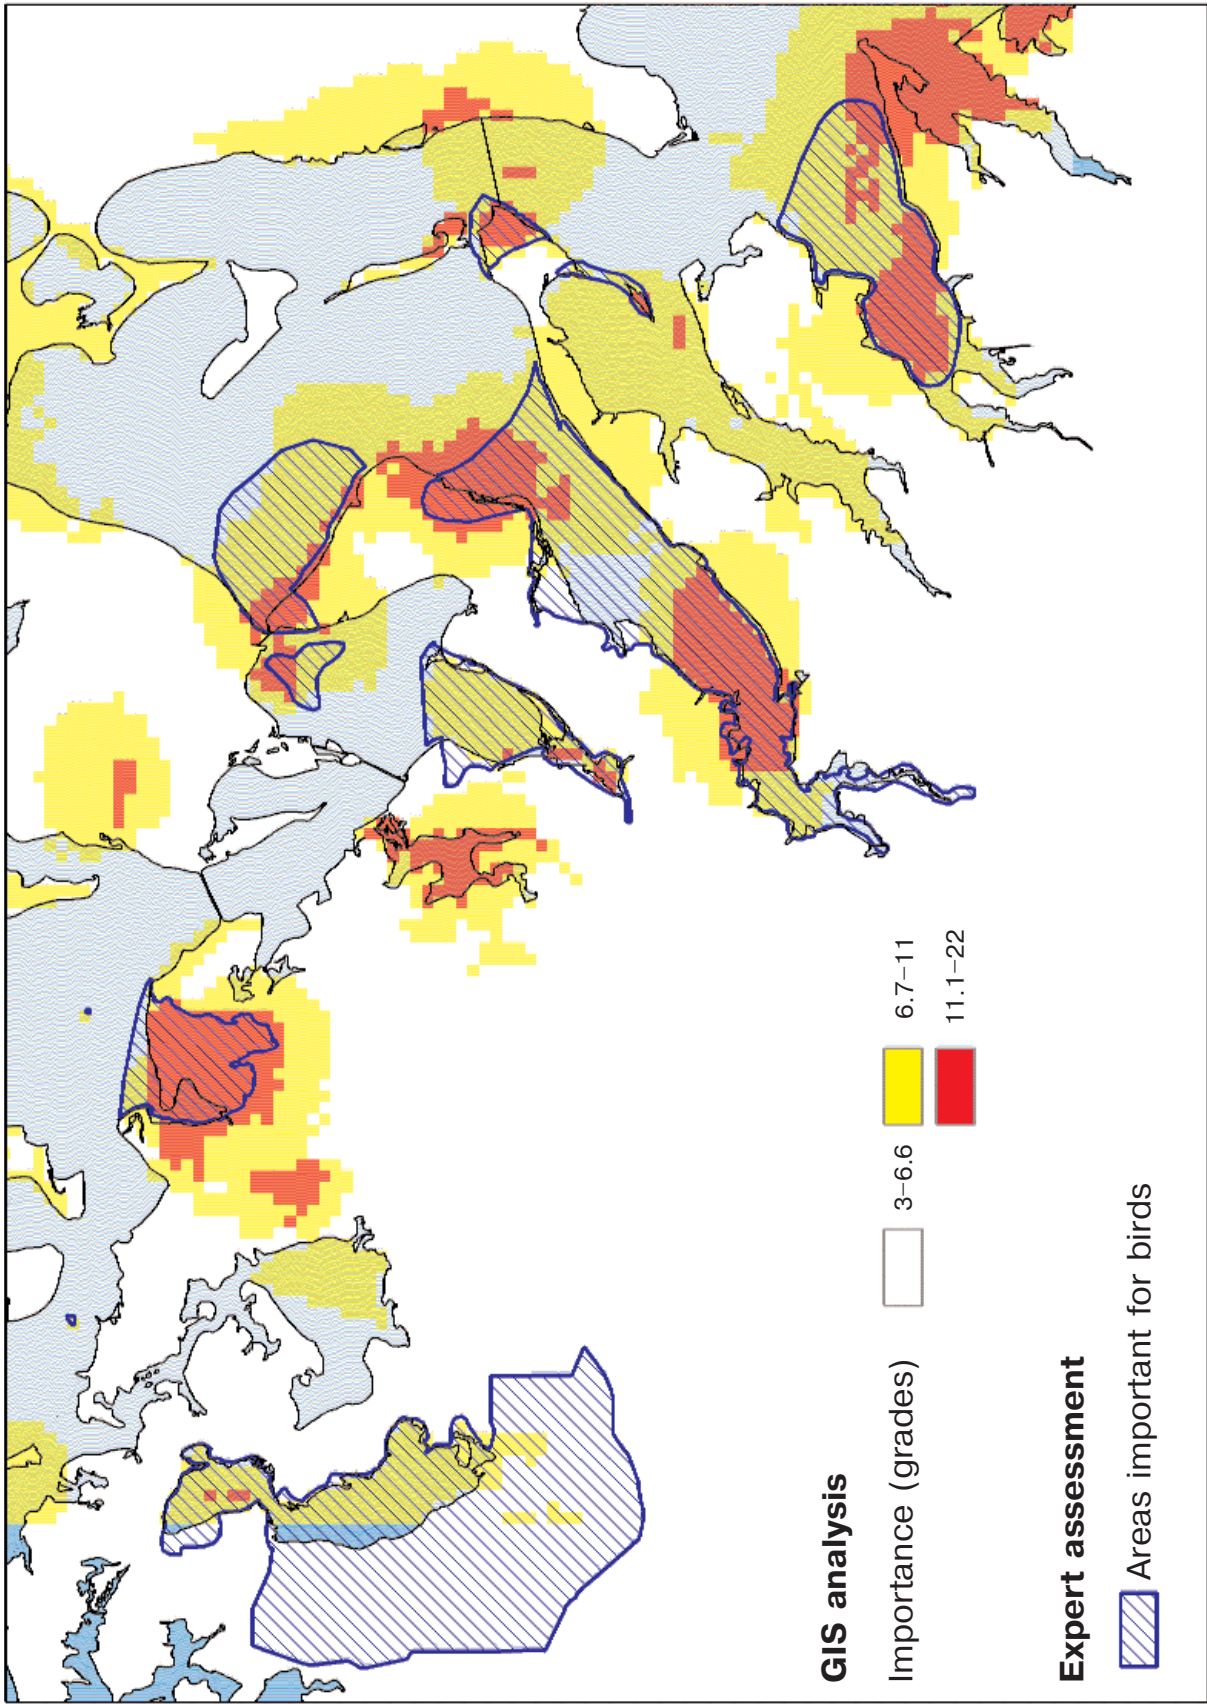 GIS analysis
Importance (grades)
3–6.6
6.7–11
11.1–22
Expert assessment
Areas important for birds